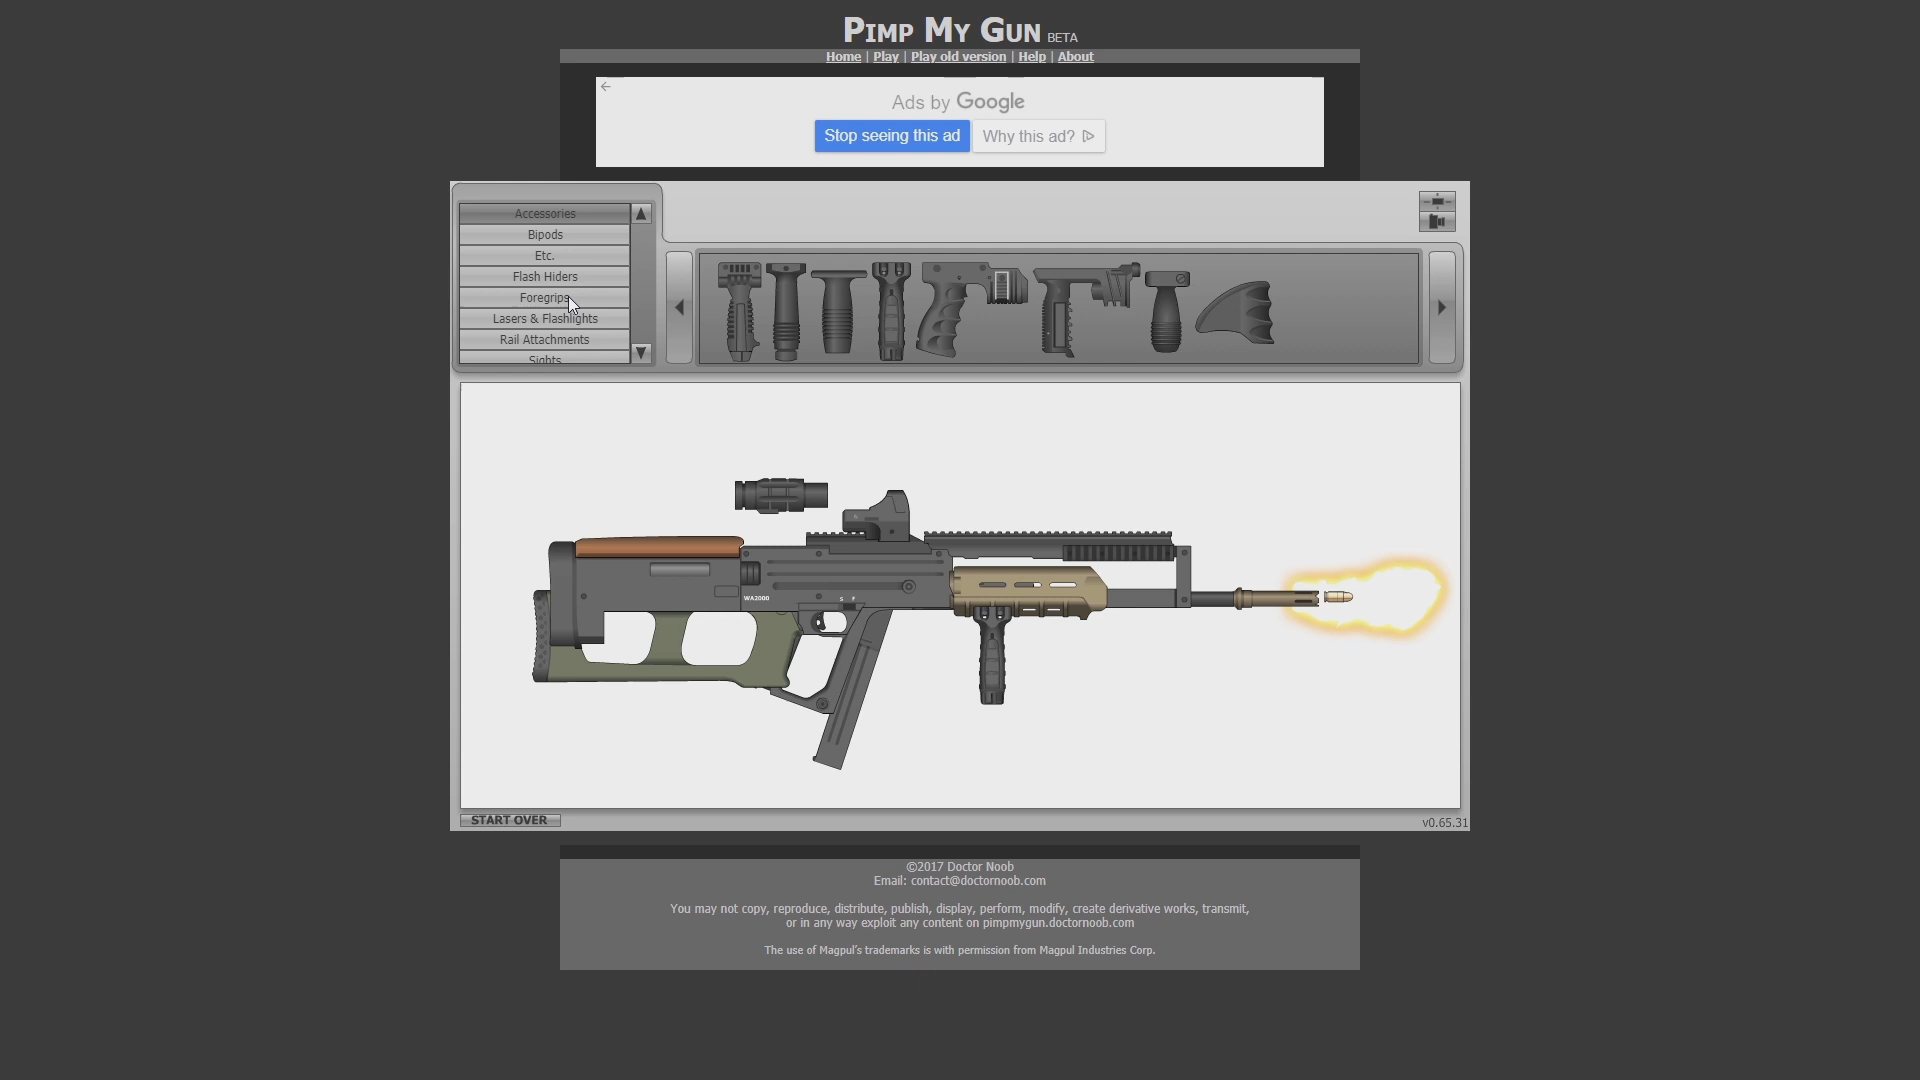 PIMP MY GUN BETA
Home | Play | Play old version | Help | About
Ads by Google
Stop seeing this ad
Why this ad?
Accessories
Bipods
Etc.
Flash Hiders
Foregrips
Lasers & Flashlights
Rail Attachments
Sights
WA2000
S F
START OVER
v0.65.31
©2017 Doctor Noob
Email: contact@doctornoob.com
You may not copy, reproduce, distribute, publish, display, perform, modify, create derivative works, transmit,
or in any way exploit any content on pimpmygun.doctornoob.com
The use of Magpul's trademarks is with permission from Magpul Industries Corp.